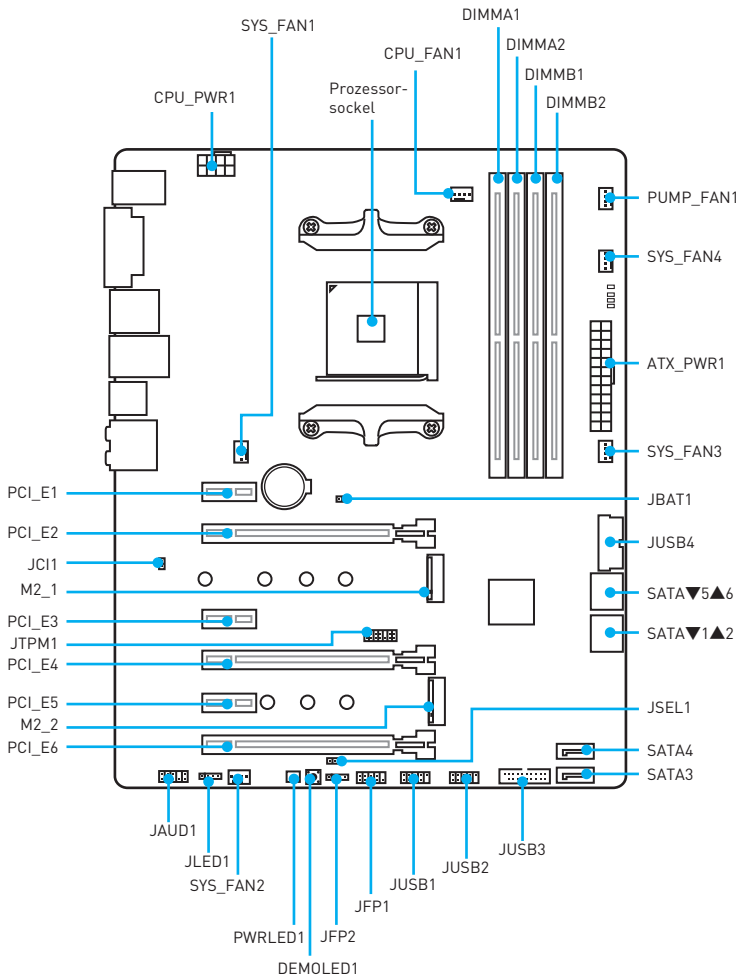 DIMMA1
SYS_FAN1
DIMMA2
CPU_FAN1
DIMMB1
Prozessor-
sockel
CPU_PWR1
DIMMB2
PUMP_FAN1
SYS_FAN4
ATX_PWR1
SYS_FAN3
PCI_E1
JBAT1
PCI_E2
JUSB4
JCI1
M2_1
SATA▼5▲6
PCI_E3
SATA▼1▲2
JTPM1
PCI_E4
PCI_E5
JSEL1
M2_2
PCI_E6
SATA4
SATA3
JAUD1
JLED1
SYS_FAN2
PWRLED1
DEMOLED1
JFP2
JFP1
JUSB1
JUSB2
JUSB3